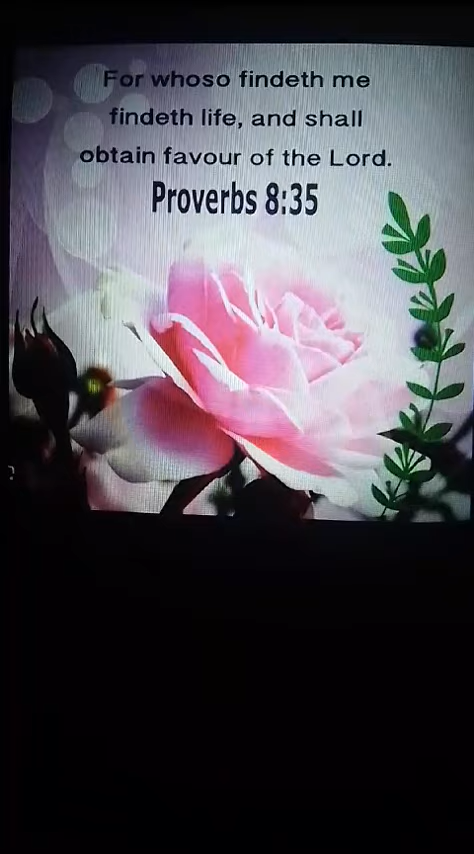 For whoso findeth me
findeth life, and shall
obtain favour of the Lord.
Proverbs 8:35